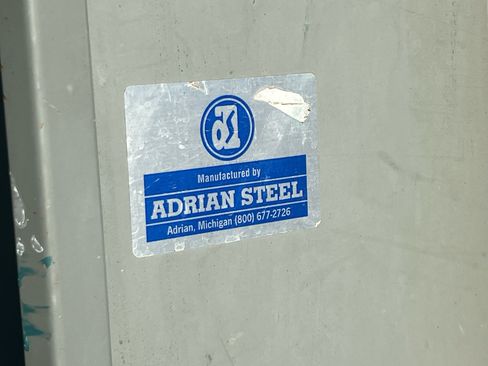 Manufactured by
ADRIAN STEEL
Adrian, Michigan (800) 677-2726